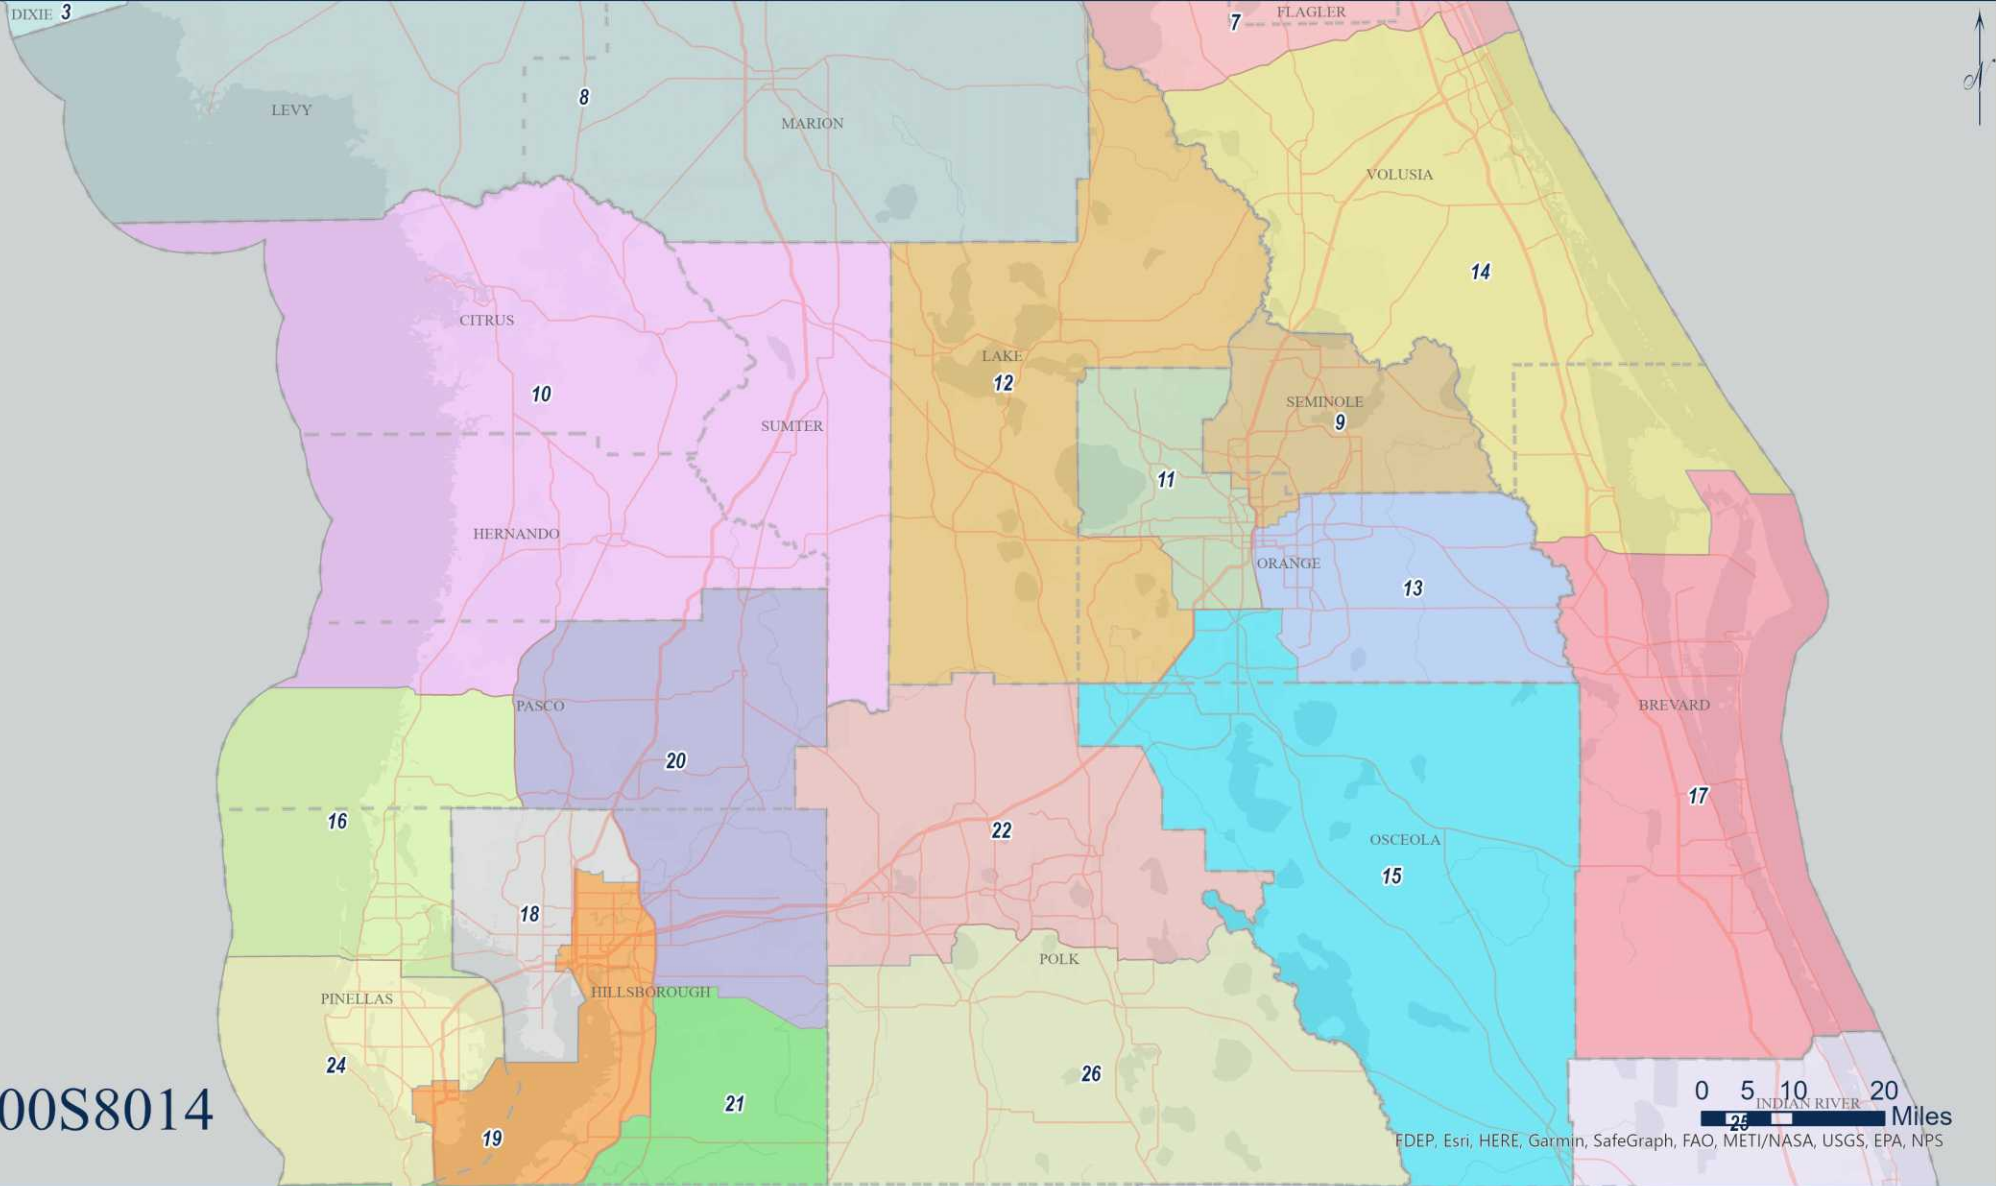 DIXIE 3
7
FLAGLER
N
LEVY
8
MARION
VOLUSIA
14
CITRUS
LAKE
12
10
SEMINOLE
9
SUMTER
11
HERNANDO
ORANGE
13
PASCO
BREVARD
20
17
16
22
OSCEOLA
15
18
POLK
PINELLAS
HILLSBOROUGH
24
26
21
19
00S8014
0 5 10 20
INDIAN RIVER
Miles
25
FDEP, Esri, HERE, Garmin, SafeGraph, FAO, METI/NASA, USGS, EPA, NPS